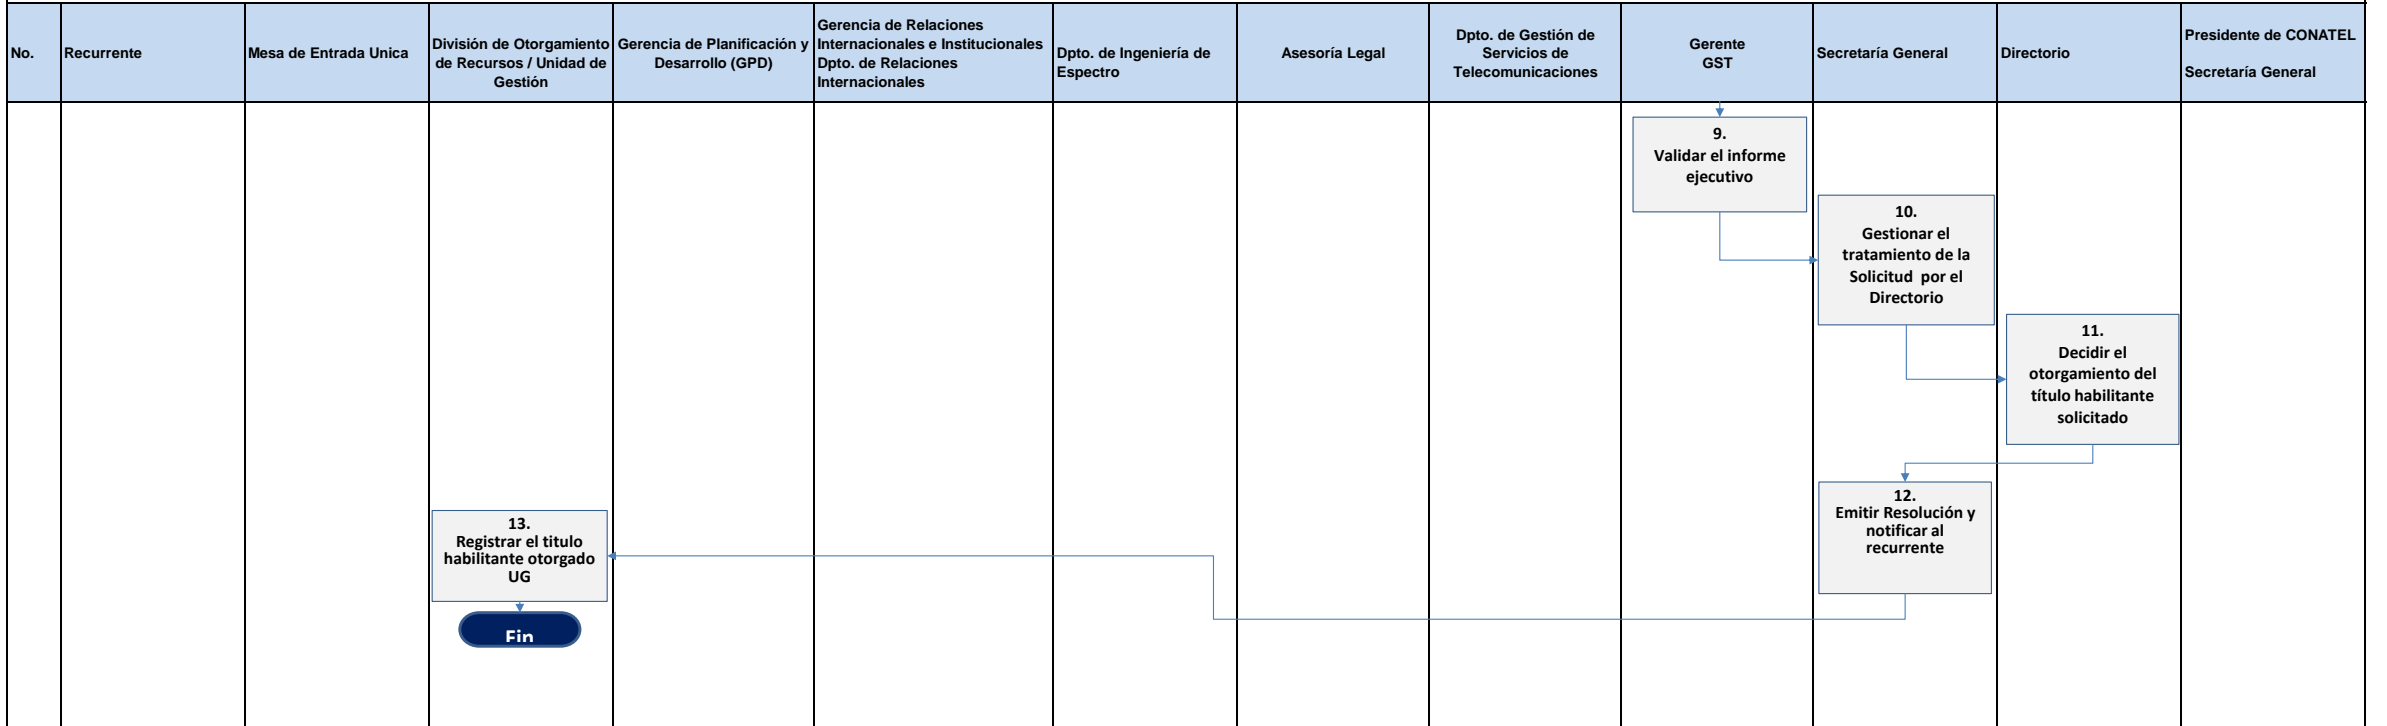 No.
Recurrente
Mesa de Entrada Unica
División de Otorgamiento
de Recursos / Unidad de
Gestión
Gerencia de Planificación y
Desarrollo (GPD)
Gerencia de Relaciones
Internacionales e Institucionales
Dpto. de Relaciones
Internacionales
Dpto. de Ingeniería de
Espectro
Asesoría Legal
Dpto. de Gestión de
Servicios de
Telecomunicaciones
Gerente
GST
Secretaría General
Directorio
Presidente de CONATEL
Secretaría General
9.
Validar el informe
ejecutivo
10.
Gestionar el
tratamiento de la
Solicitud por el
Directorio
11.
Decidir el
otorgamiento del
título habilitante
solicitado
12.
Emitir Resolución y
notificar al
recurrente
13.
Registrar el titulo
habilitante otorgado
UG
Fin